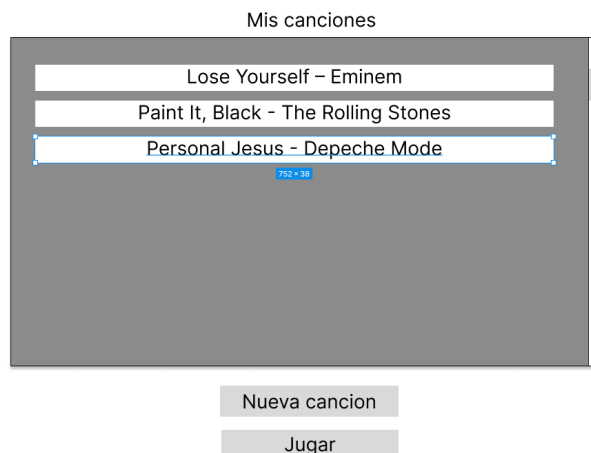 Mis canciones
Lose Yourself – Eminem
Paint It, Black - The Rolling Stones
Personal Jesus - Depeche Mode
752 × 38
Nueva cancion
Jugar